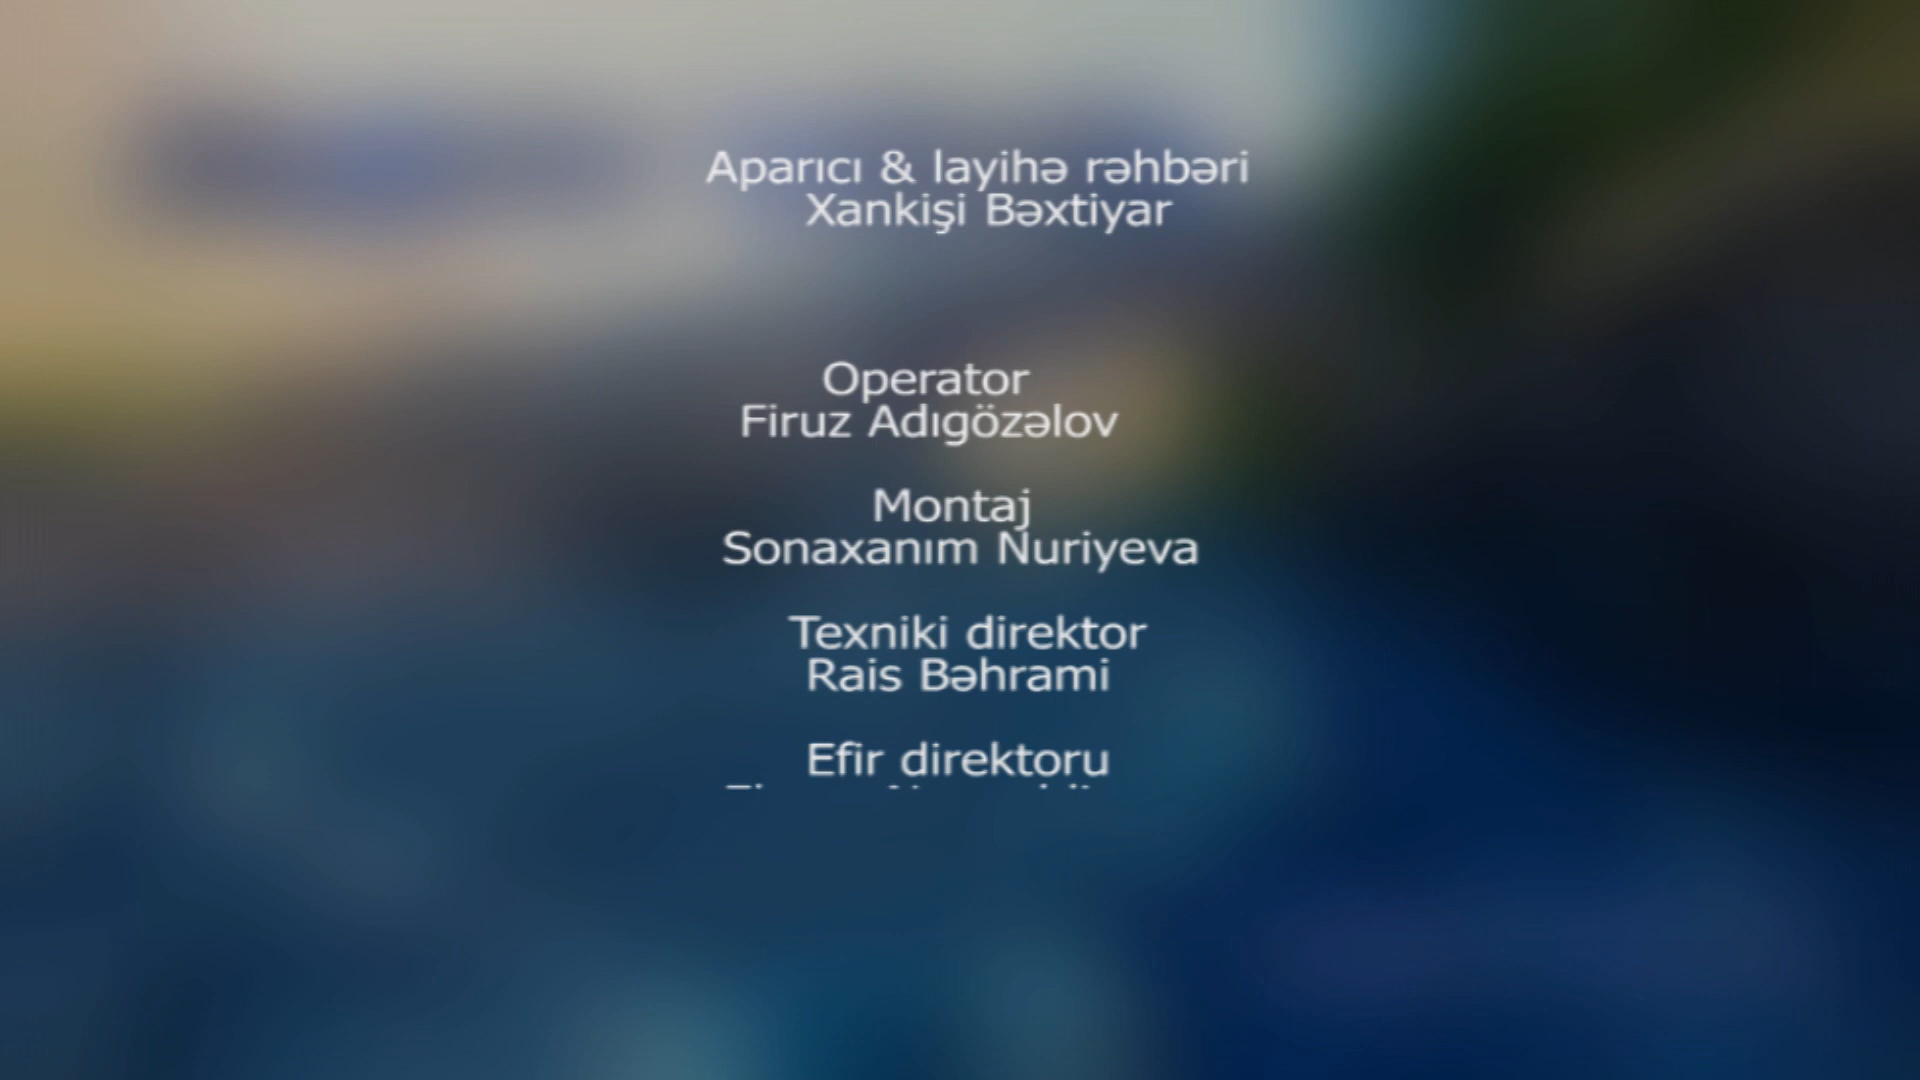 Aparıcı & layihə rəhbəri
Xankişi Bəxtiyar
Operator
Firuz Adıgözəlov
Montaj
Sonaxanım Nuriyeva
Texniki direktor
Rais Bəhrami
Efir direktoru